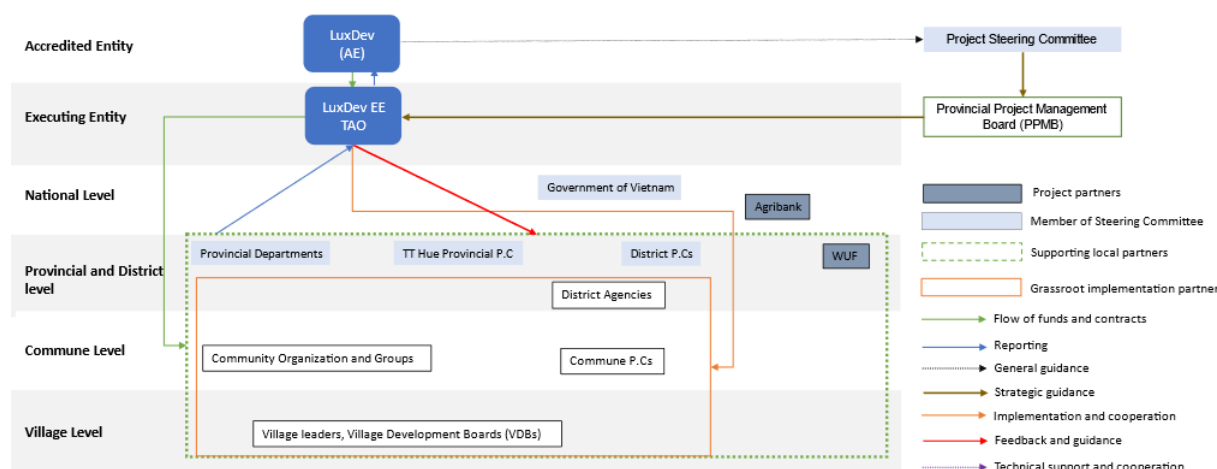 Accredited Entity
LuxDev
(AE)
Project Steering Committee
Executing Entity
LuxDev EE
TAO
Provincial Project Management
Board (PPMB)
National Level
Government of Vietnam
Agribank
Project partners
Member of Steering Committee
Supporting local partners
Grassroot implementation partner
Provincial and District
level
Provincial Departments
TT Hue Provincial P.C
District P.Cs
WUF
District Agencies
Flow of funds and contracts
Reporting
General guidance
Strategic guidance
Implementation and cooperation
Feedback and guidance
Technical support and cooperation
Commune Level
Community Organization and Groups
Commune P.Cs
Village Level
Village leaders, Village Development Boards (VDBs)